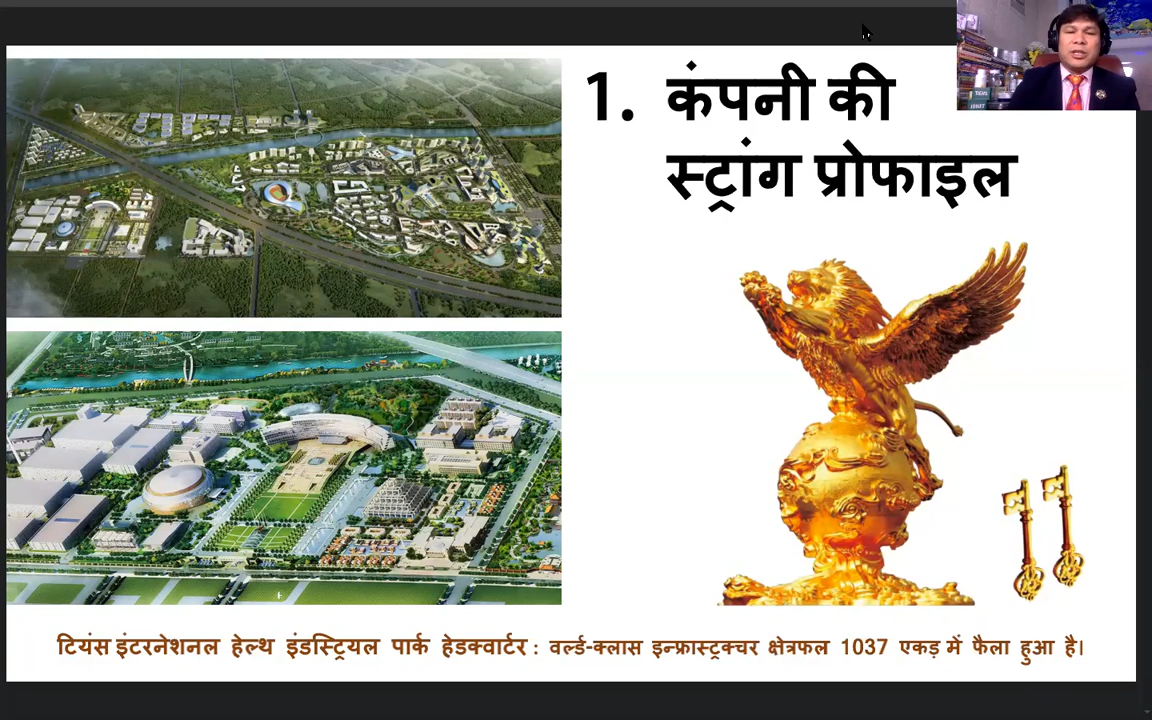 1. कंपनी की
स्ट्रांग प्रोफाइल
टियंस इंटरनेशनल हेल्थ इंडस्ट्रियल पार्क हेडक्वार्टर : वर्ल्ड-क्लास इन्फ्रास्ट्रक्चर क्षेत्रफल 1037 एकड़ में फैला हुआ है।